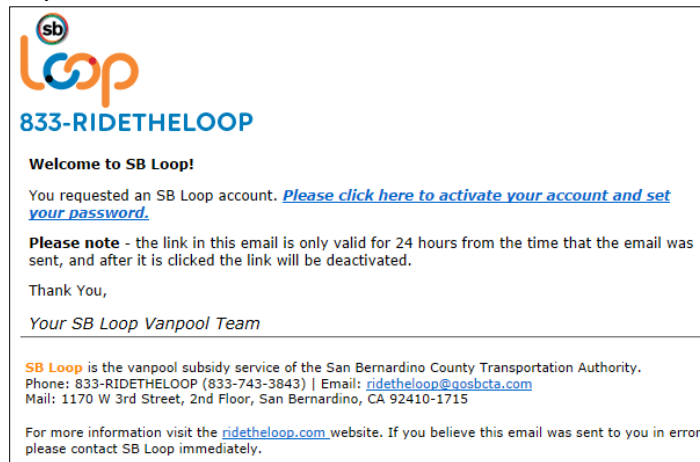 sb
Loop
833-RIDETHELOOP
Welcome to SB Loop!
You requested an SB Loop account. Please click here to activate your account and set
your password.
Please note - the link in this email is only valid for 24 hours from the time that the email was
sent, and after it is clicked the link will be deactivated.
Thank You,
Your SB Loop Vanpool Team
SB Loop is the vanpool subsidy service of the San Bernardino County Transportation Authority.
Phone: 833-RIDETHELOOP (833-743-3843) | Email: ridetheloop@gosbcta.com
Mail: 1170 W 3rd Street, 2nd Floor, San Bernardino, CA 92410-1715
For more information visit the ridetheloop.com website. If you believe this email was sent to you in error
please contact SB Loop immediately.